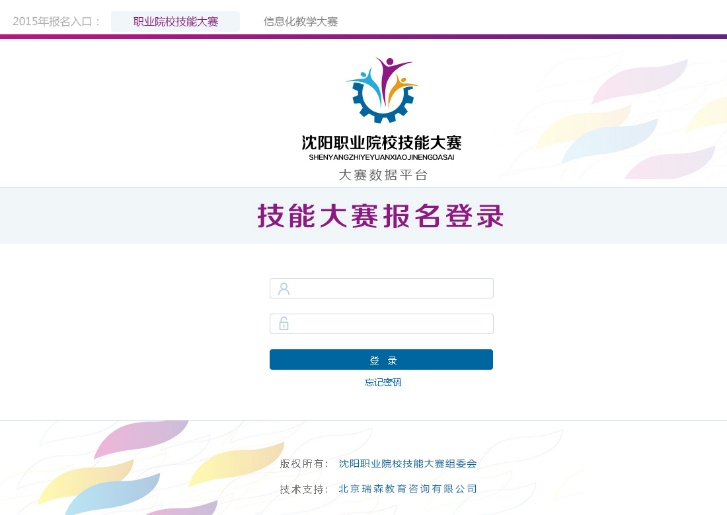 2015年报名入口： 职业院校技能大赛 信息化教学大赛
沈阳职业院校技能大赛
SHENYANGZHIYEYUANXIAOJINENGDASAI
大赛数据平台
技能大赛报名登录
登 录
忘记密码
版权所有： 沈阳职业院校技能大赛组委会
技术支持： 北京瑞森教育咨询有限公司